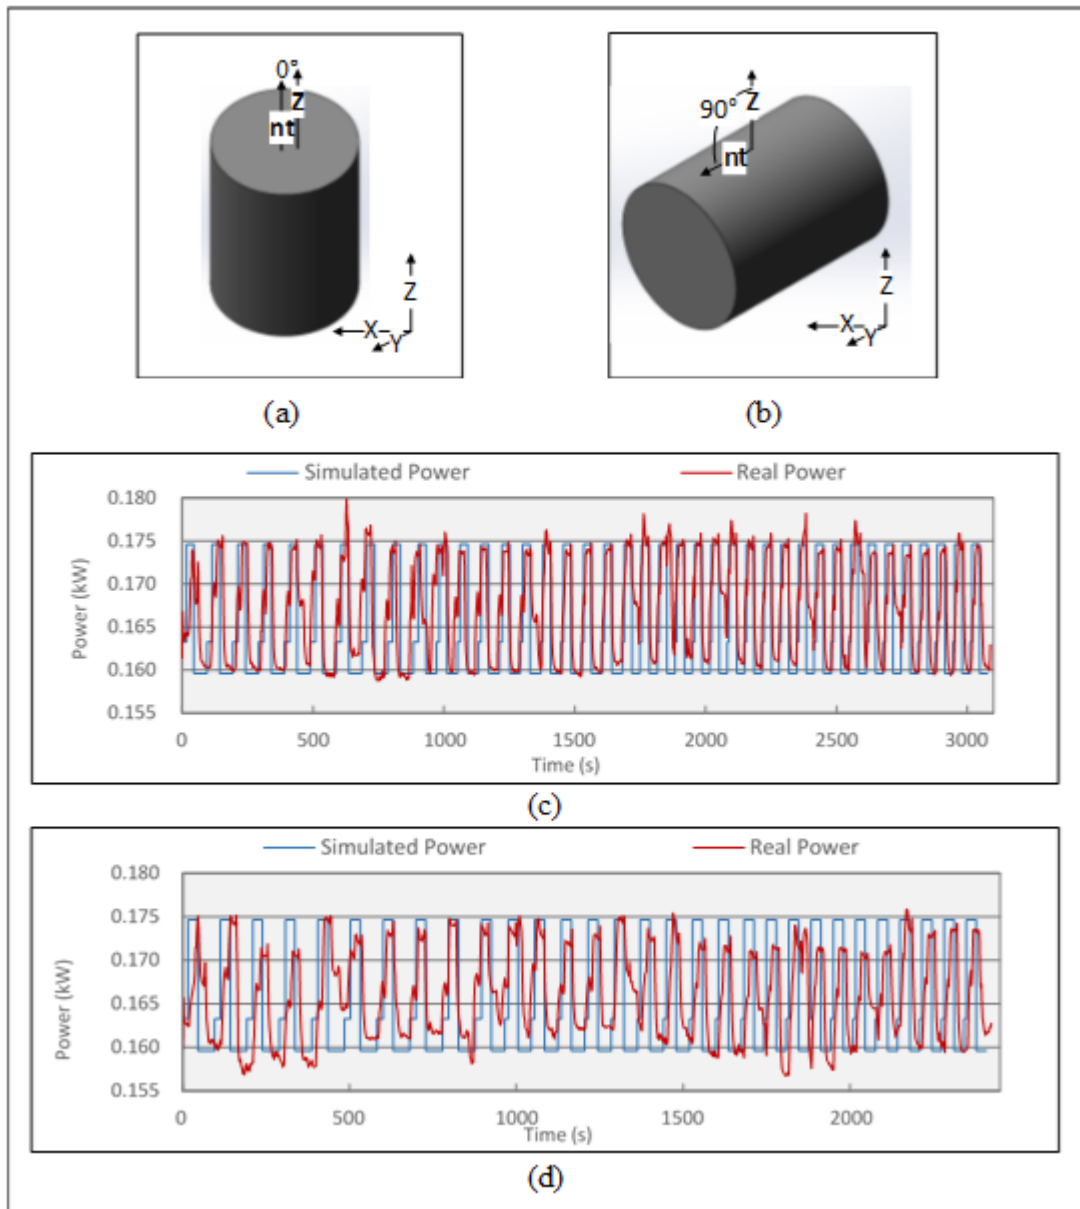 0°
Z
nt
Z
X
Y
(a)
90°
Z
nt
Z
X
Y
(b)
Simulated Power Real Power
0.180
0.175
0.170
0.165
0.160
0.155
Power (kW)
0 500 1000 1500 2000 2500 3000
Time (s)
(c)
Simulated Power Real Power
0.180
0.175
0.170
0.165
0.160
0.155
Power (kW)
0 500 1000 1500 2000
Time (s)
(d)